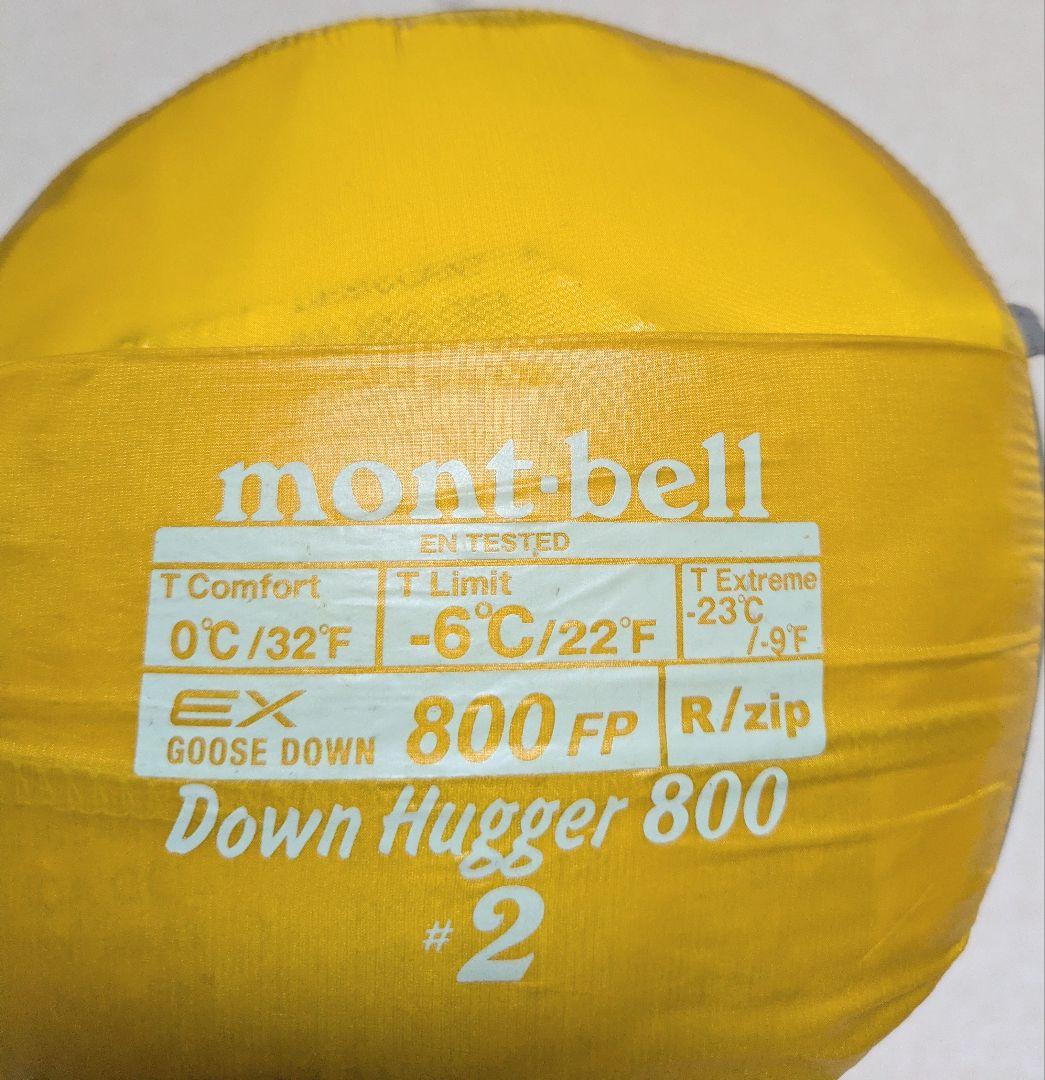 mont·bell
EN TESTED
T Comfort
0°C/32°F
T Limit
-6°C/22°F
T Extreme
-23°C
/-9°F
EX
GOOSE DOWN
800 FP
R/zip
Down Hugger 800
#2